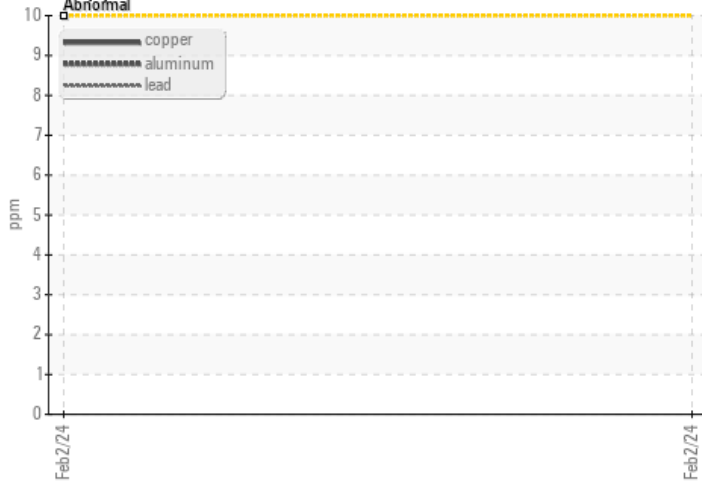 Abnormal
10
9
8
7
6
5
4
3
2
1
0
ppm
copper
aluminum
lead
Feb2/24
Feb2/24